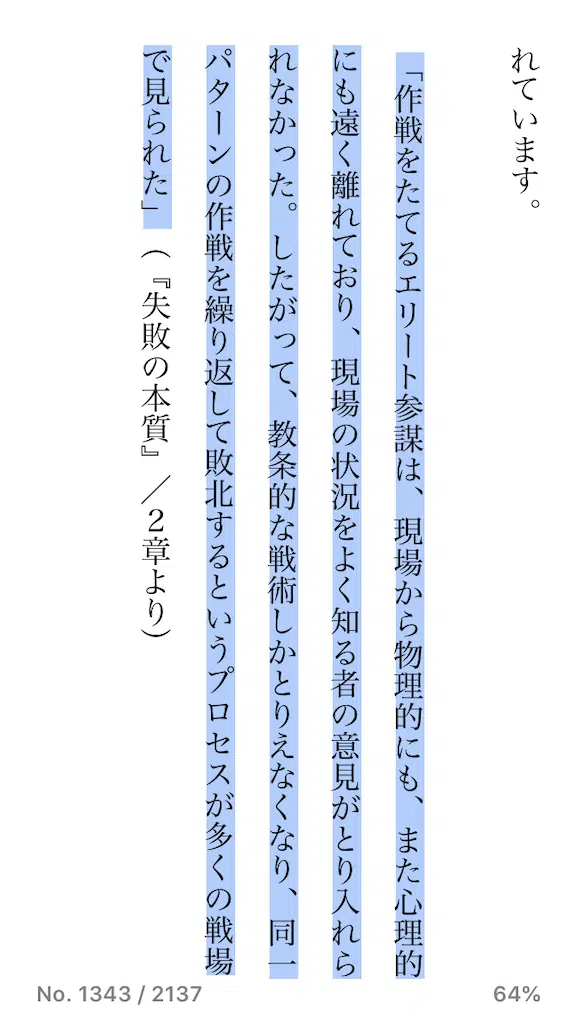 れています。
「作戦をたてるエリート参謀は、現場から物理的にも、また心理的
にも遠く離れており、現場の状況をよく知る者の意見がとり入れら
れなかった。したがって、教条的な戦術しかとりえなくなり、同一
パターンの作戦を繰り返して敗北するというプロセスが多くの戦場
で見られた」（『失敗の本質』／２章より）
No. 1343 / 2137
64%